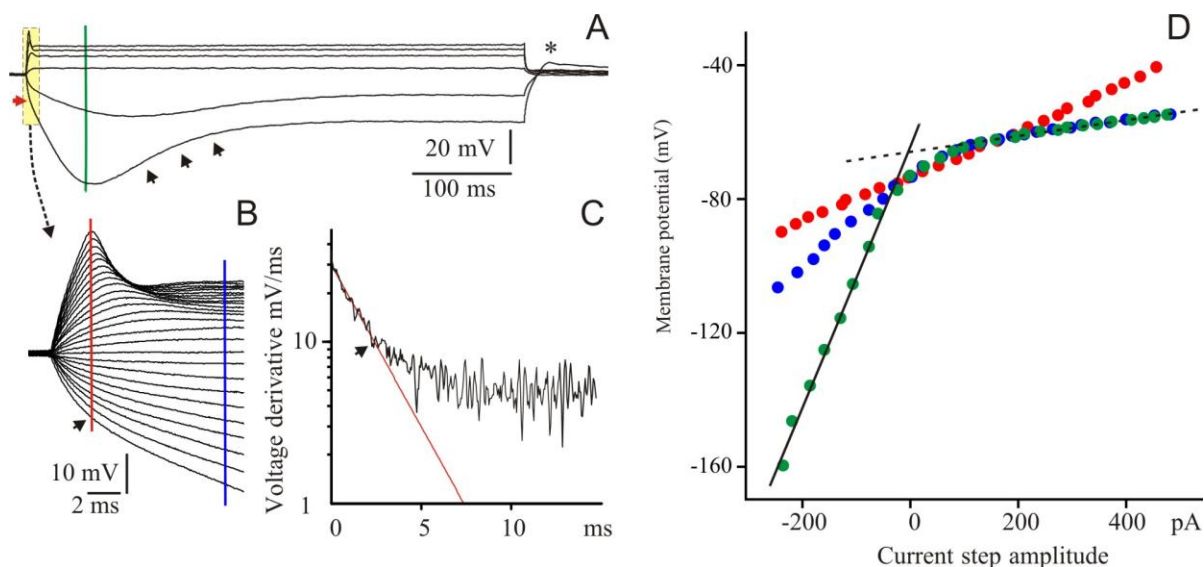 A
*
20 mV
100 ms
B
10 mV
2 ms
C
Voltage derivative mV/ms
10
1
0
5
10
ms
D
Membrane potential (mV)
-40
-80
-120
-160
-200
0
200
400
pA
Current step amplitude